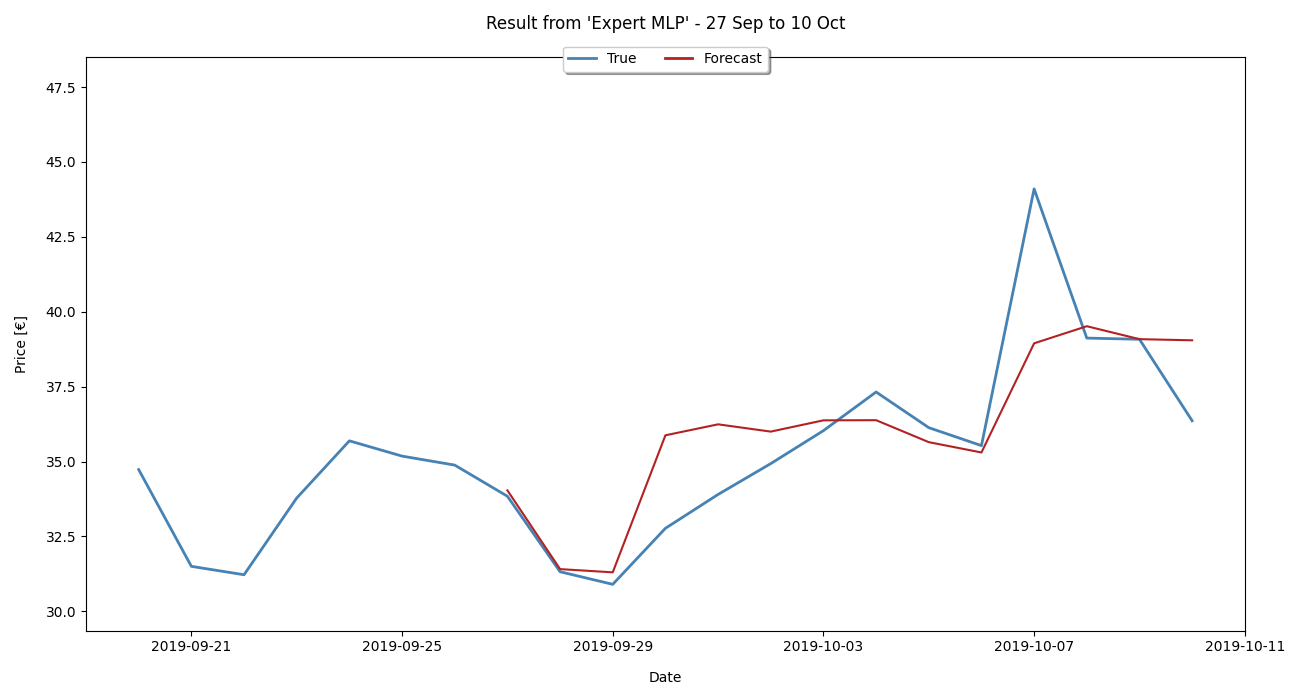 Result from 'Expert MLP' - 27 Sep to 10 Oct
True
Forecast
47.5
45.0
42.5
40.0
37.5
35.0
32.5
30.0
Price [€]
2019-09-21
2019-09-25
2019-09-29
2019-10-03
2019-10-07
2019-10-11
Date